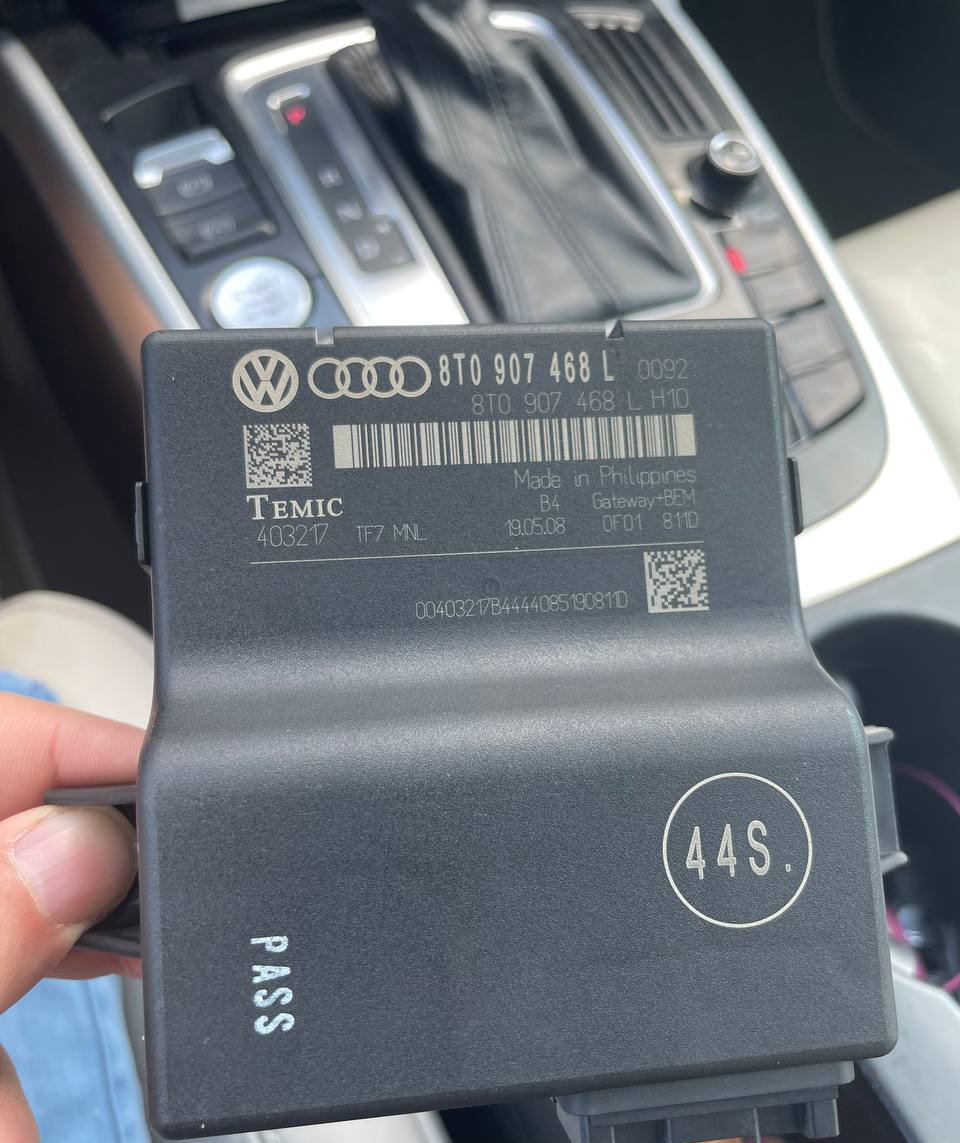 P
R
N
D
START
8T0 907 468 L 0092
8T0 907 468 L H10
Made in Philippines
TEMIC B4 Gateway+BEM
403217 TF7 MNL 19.05.08 0F01 811D
00403217B4444085190811D
44S.
PASS